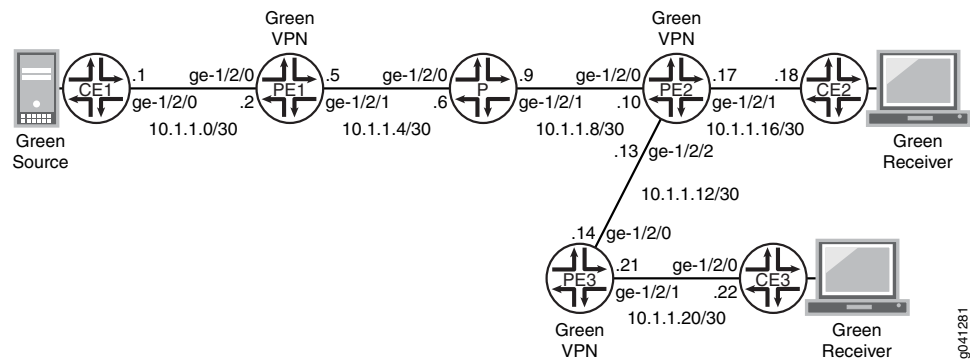 Green
VPN
Green
VPN
CE1
.1
ge-1/2/0
ge-1/2/0
.2
PE1
.5
ge-1/2/1
ge-1/2/0
.6
P
.9
ge-1/2/1
ge-1/2/0
.10
PE2
.17
ge-1/2/1
.18
CE2
10.1.1.0/30
10.1.1.4/30
10.1.1.8/30
10.1.1.16/30
Green
Source
Green
Receiver
.13
ge-1/2/2
10.1.1.12/30
.14
ge-1/2/0
PE3
.21
ge-1/2/1
ge-1/2/0
.22
CE3
10.1.1.20/30
Green
VPN
Green
Receiver
g041281